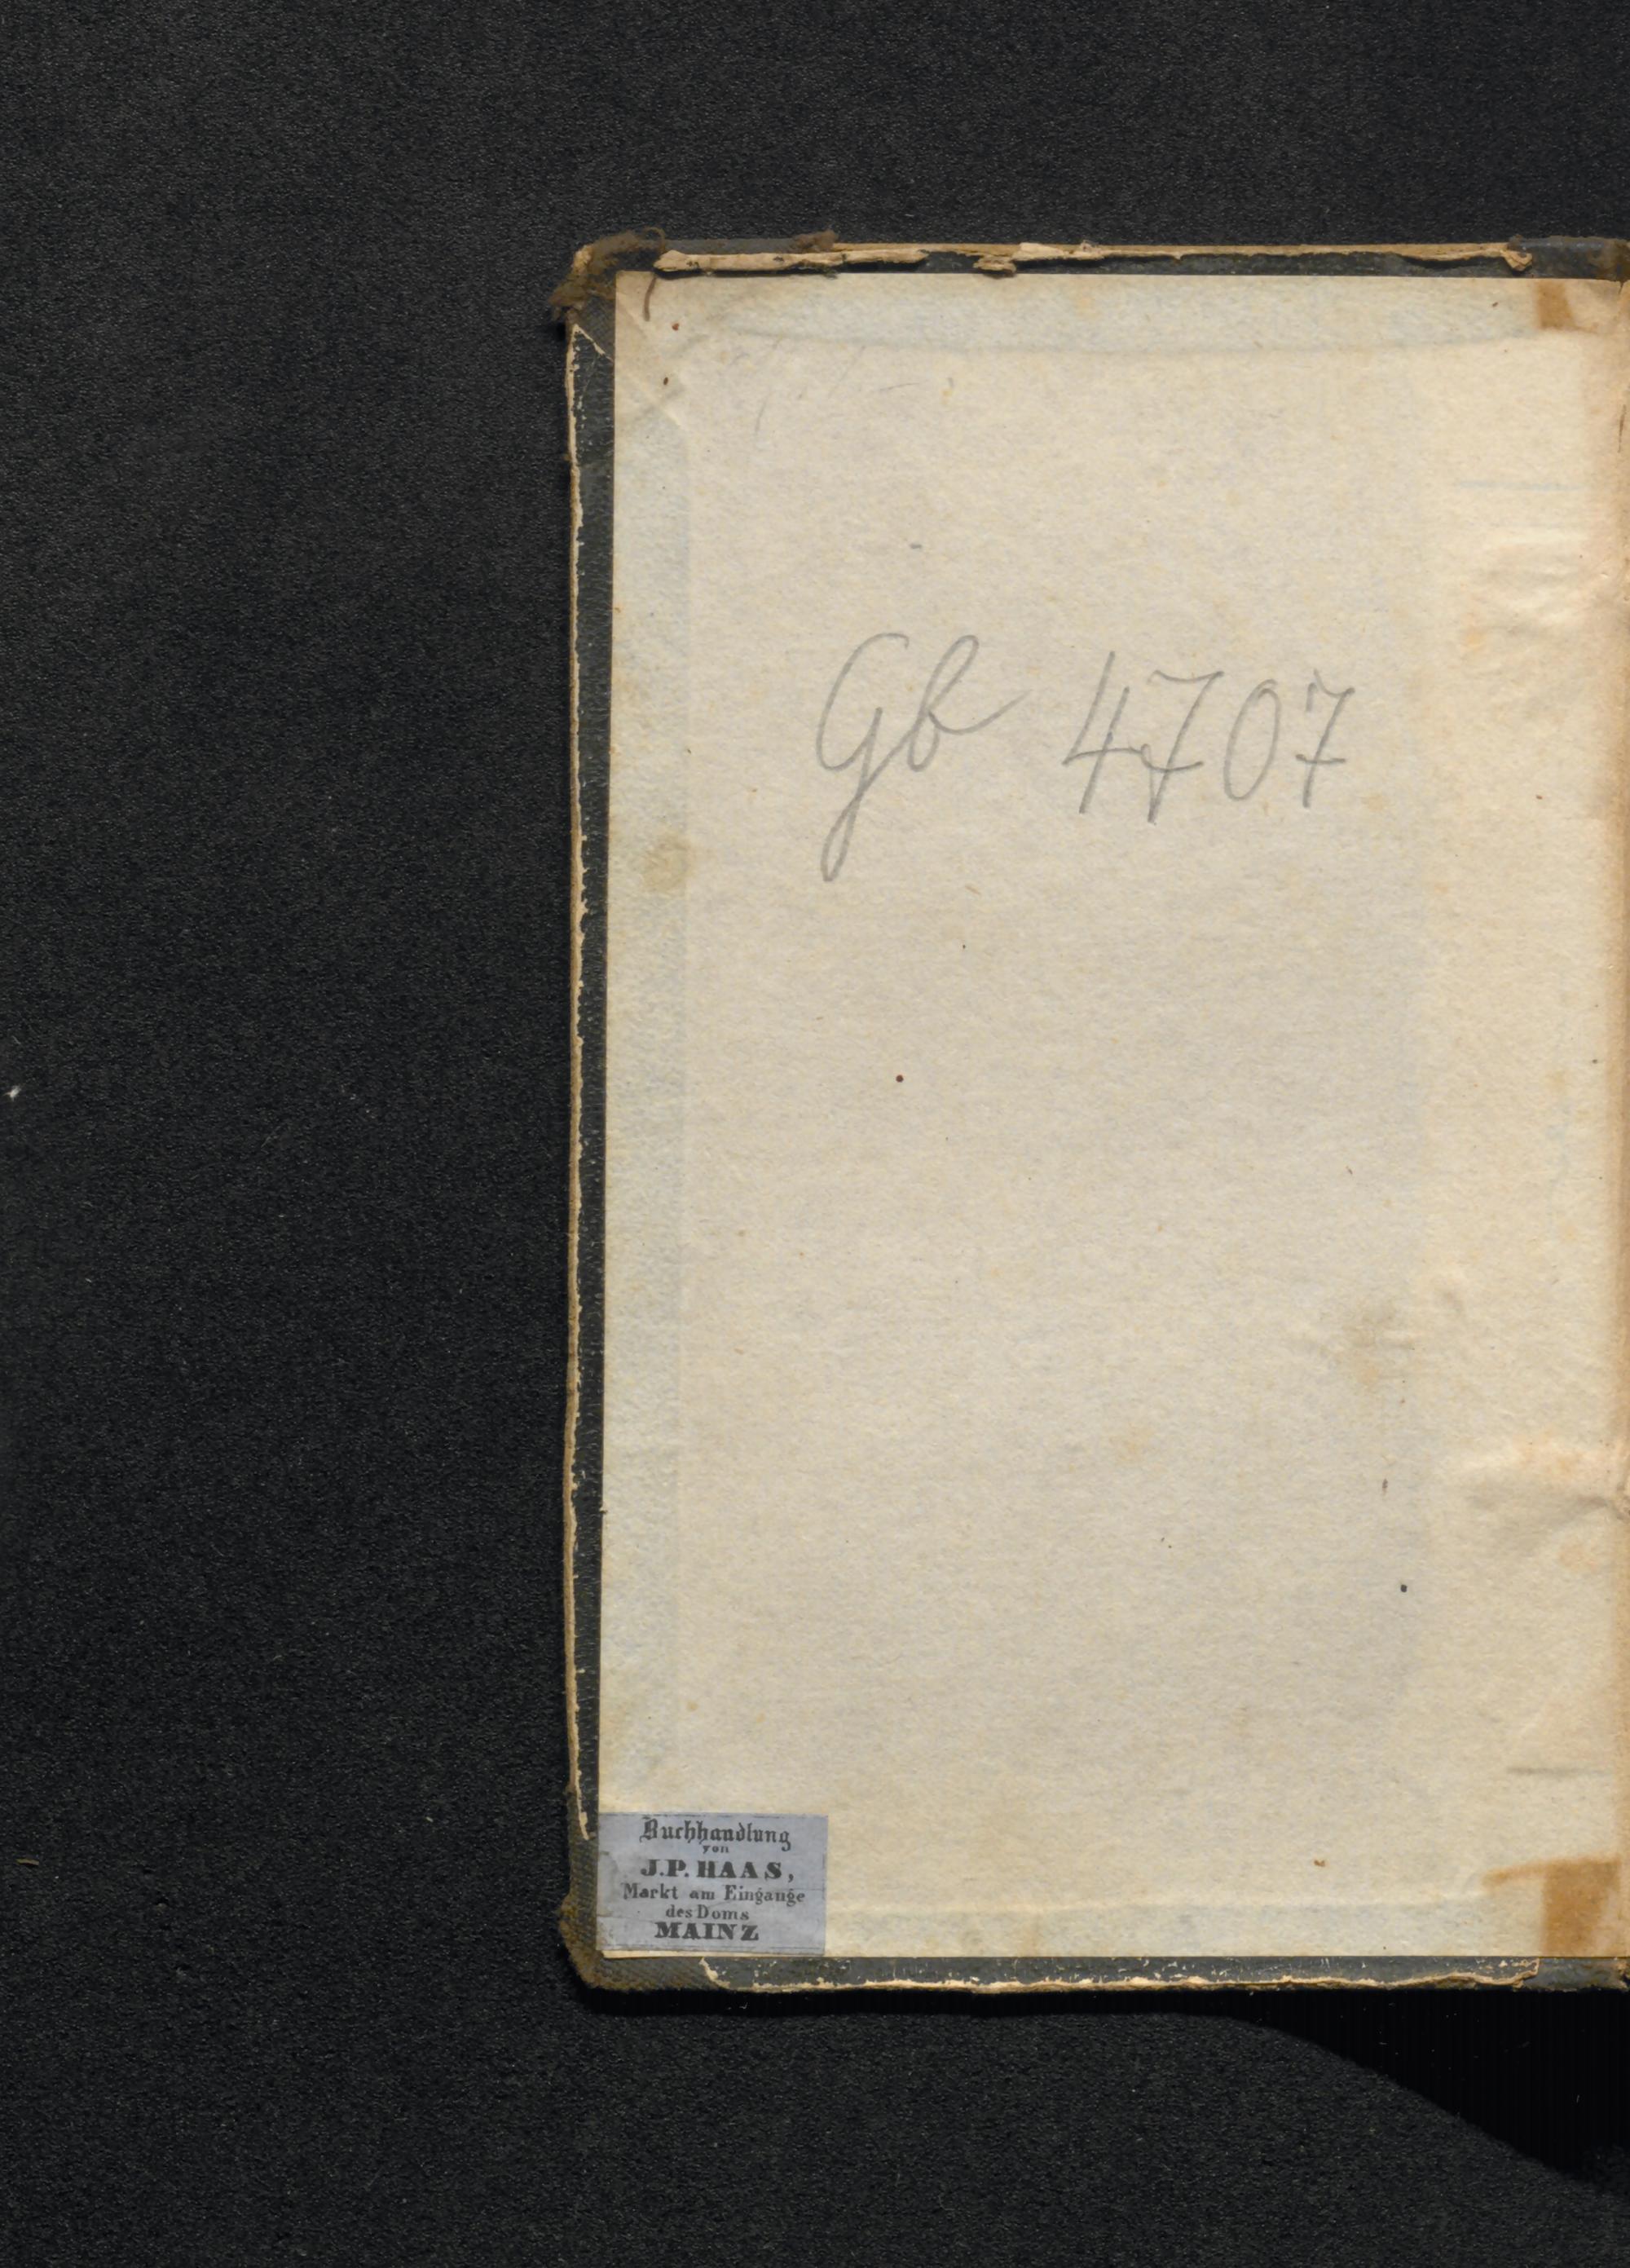 Gb 4707
Buchhandlung
von
J.P. HAAS,
Markt am Eingange
des Doms
MAINZ